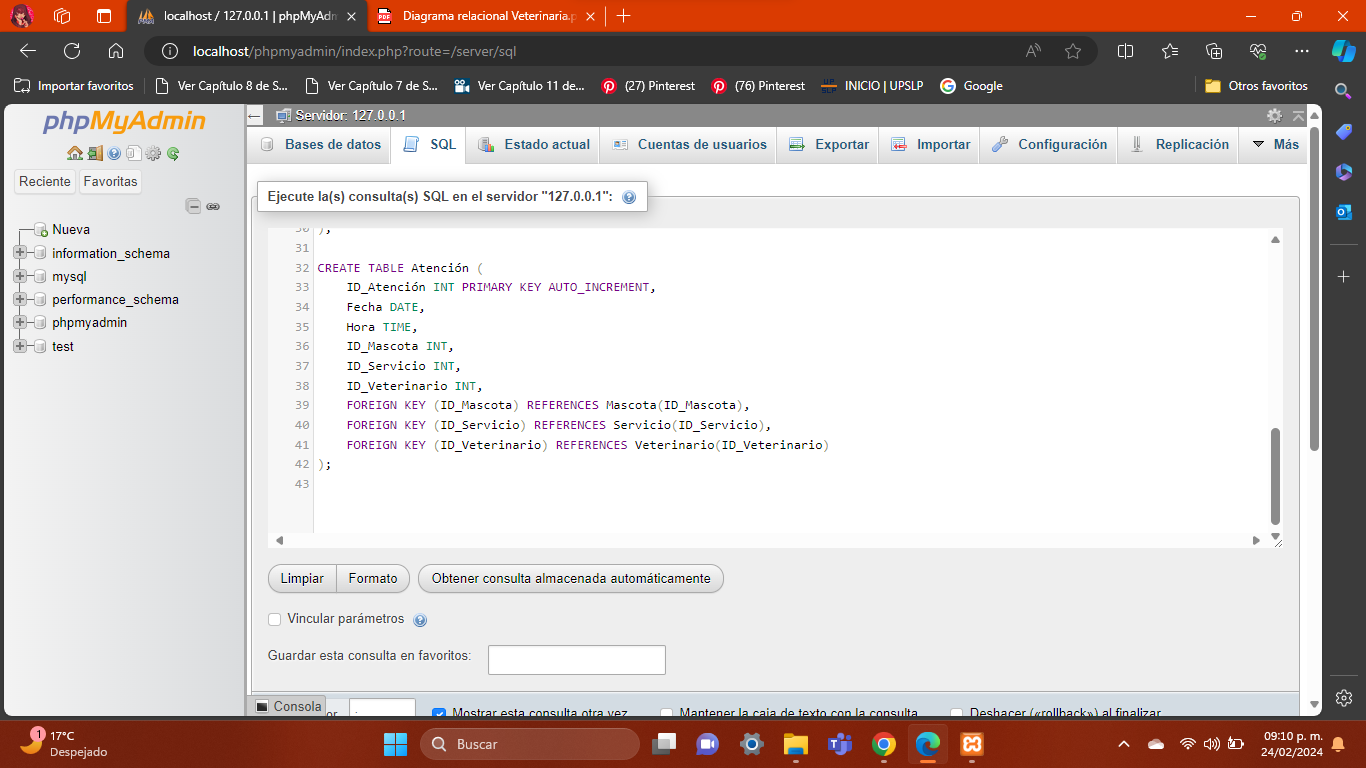 localhost / 127.0.0.1 | phpMyAdm
Diagrama relacional Veterinaria.p
localhost/phpmyadmin/index.php?route=/server/sql
Importar favoritos
Ver Capítulo 8 de S...
Ver Capítulo 7 de S...
Ver Capítulo 11 de...
(27) Pinterest
(76) Pinterest
INICIO | UPSLP
Google
Otros favoritos
phpMyAdmin
Reciente
Favoritas
Nueva
information_schema
mysql
performance_schema
phpmyadmin
test
Servidor: 127.0.0.1
Bases de datos
SQL
Estado actual
Cuentas de usuarios
Exportar
Importar
Configuración
Replicación
Más
Ejecute la(s) consulta(s) SQL en el servidor "127.0.0.1":
30 );
31
32 CREATE TABLE Atención (
33 ID_Atención INT PRIMARY KEY AUTO_INCREMENT,
34 Fecha DATE,
35 Hora TIME,
36 ID_Mascota INT,
37 ID_Servicio INT,
38 ID_Veterinario INT,
39 FOREIGN KEY (ID_Mascota) REFERENCES Mascota(ID_Mascota),
40 FOREIGN KEY (ID_Servicio) REFERENCES Servicio(ID_Servicio),
41 FOREIGN KEY (ID_Veterinario) REFERENCES Veterinario(ID_Veterinario)
42 );
43
Limpiar
Formato
Obtener consulta almacenada automáticamente
Vincular parámetros
Guardar esta consulta en favoritos:
Consola
or
Mostrar esta consulta otra vez
Mantener la caja de texto con la consulta
Deshacer («rollback») al finalizar
1
17°C
Despejado
Buscar
09:10 p. m.
24/02/2024